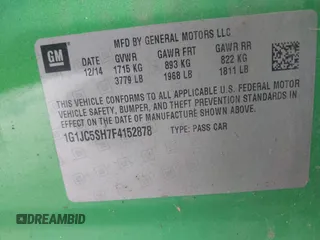 GM
MFD BY GENERAL MOTORS LLC
DATE GVWR GAWR FRT GAWR RR
12/14 1715 KG 893 KG 822 KG
3779 LB 1968 LB 1811 LB
THIS VEHICLE CONFORMS TO ALL APPLICABLE U.S. FEDERAL MOTOR
VEHICLE SAFETY, BUMPER, AND THEFT PREVENTION STANDARDS IN
EFFECT ON THE DATE OF MANUFACTURE SHOWN ABOVE.
1G1JC5SH7F4152878 TYPE: PASS CAR
DREAMBID